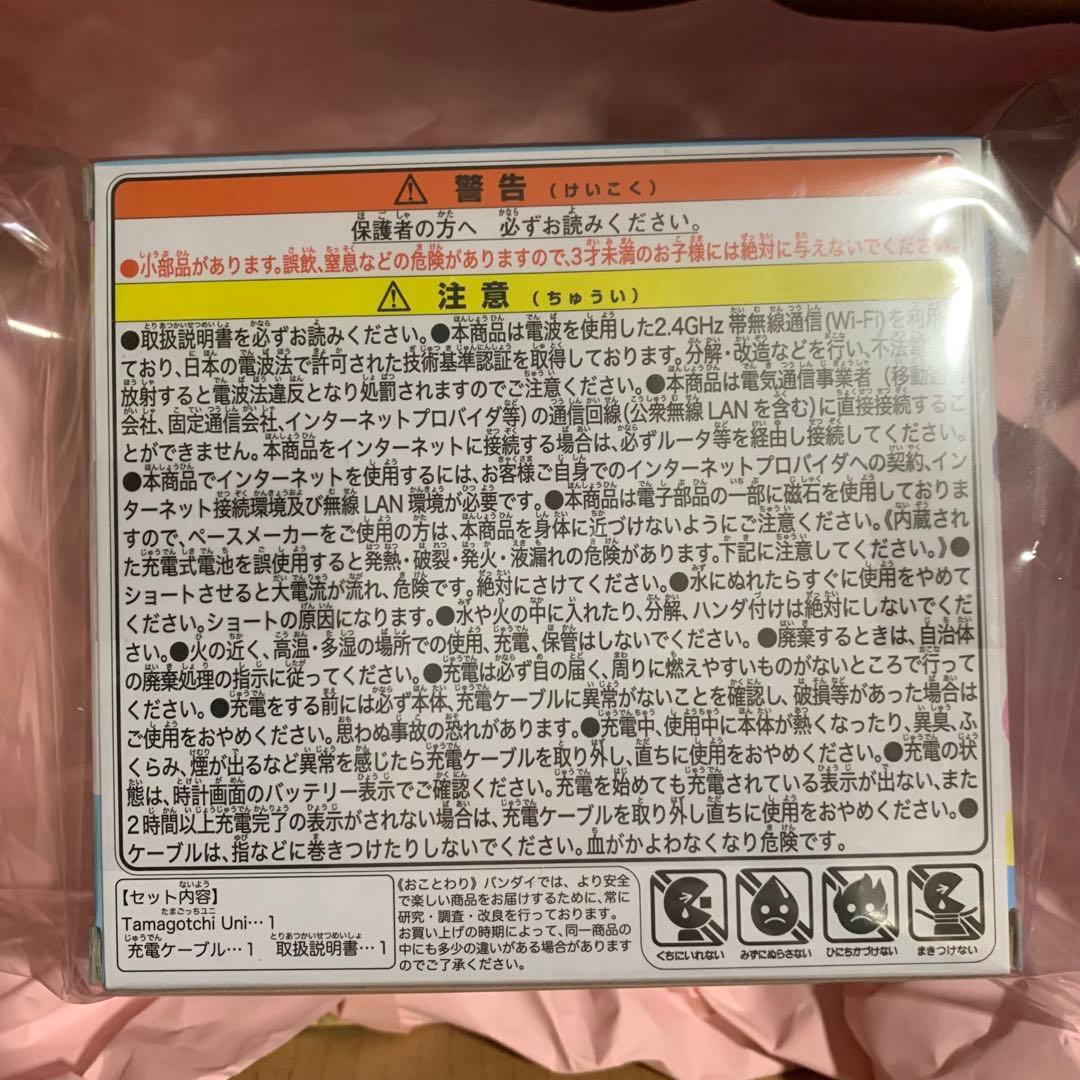 ⚠ 警告 (けいこく)
保護者の方へ 必ずお読みください。
●小部品があります。誤飲、窒息などの危険がありますので、3才未満のお子様には絶対に与えないでください。
⚠ 注意 (ちゅうい)
●取扱説明書を必ずお読みください。●本商品は電波を使用した2.4GHz 帯無線通信(Wi-Fi)を利用
ており、日本の電波法で許可された技術基準認証を取得しております。分解・改造などを行い、不法
放射すると電波法違反となり処罰されますのでご注意ください。●本商品は電気通信事業者(移動通
会社、固定通信会社、インターネットプロバイダ等)の通信回線(公衆無線LANを含む)に直接接続するこ
とができません。本商品をインターネットに接続する場合は、必ずルータ等を経由し接続してください。
●本商品でインターネットを使用するには、お客様ご自身でのインターネットプロバイダへの契約、イン
ターネット接続環境及び無線LAN環境が必要です。●本商品は電子部品の一部に磁石を使用しておりま
すので、ペースメーカーをご使用の方は、本商品を身体に近づけないようにご注意ください。《内蔵され
た充電式電池を誤使用すると発熱・破裂・発火・液漏れの危険があります。下記に注意してください。》●
ショートさせると大電流が流れ、危険です。絶対にさけてください。●水にぬれたらすぐに使用をやめて
ください。ショートの原因になります。●水や火の中に入れたり、分解、ハンダ付けは絶対にしないでくだ
さい。●火の近く、高温・多湿の場所での使用、充電、保管はしないでください。●廃棄するときは、自治体
の廃棄処理の指示に従ってください。●充電は必ず目の届く、周りに燃えやすいものがないところで行って
ください。●充電をする前には必ず本体、充電ケーブルに異常がないことを確認し、破損等があった場合は
ご使用をおやめください。思わぬ事故の恐れがあります。●充電中、使用中に本体が熱くなったり、異臭、ふ
くらみ、煙が出るなど異常を感じたら充電ケーブルを取り外し、直ちに使用をおやめください。●充電の状
態は、時計画面のバッテリー表示でご確認ください。充電を始めても充電されている表示が出ない、また
2時間以上充電完了の表示がされない場合は、充電ケーブルを取り外し直ちに使用をおやめください。●
ケーブルは、指などに巻きつけたりしないでください。血がかよわなくなり危険です。
【セット内容】
Tamagotchi Uni…1
充電ケーブル…1 取扱説明書…1
《おことわり》バンダイでは、より安全
で楽しい商品をお届けするために、常に
研究・調査・改良を行っております。
お買い上げの時期によって、同一商品の
中にも多少の違いがある場合があります
のでご了承ください。
くちにいれない みずにぬらさない ひにちかづけない まきつけない